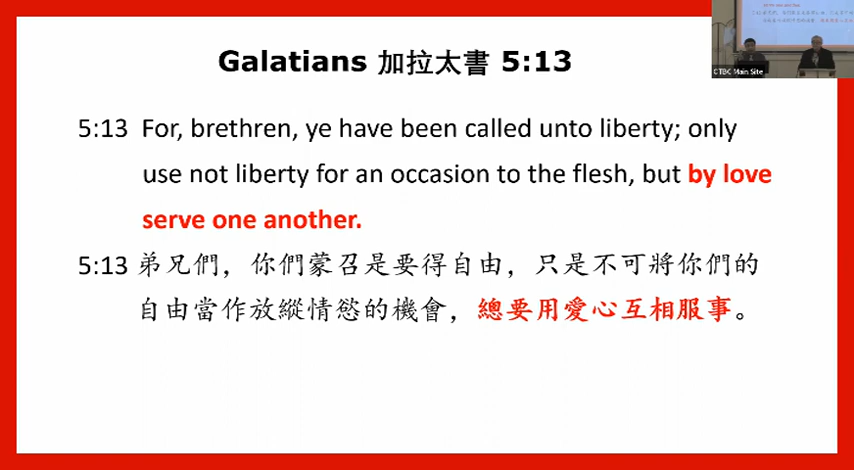 Galatians 加拉太書 5:13
5:13 For, brethren, ye have been called unto liberty; only
use not liberty for an occasion to the flesh, but by love
serve one another.
5:13 弟兄們，你們蒙召是要得自由，只是不可將你們的
自由當作放縱情慾的機會，總要用愛心互相服事。
CTBC Main Site